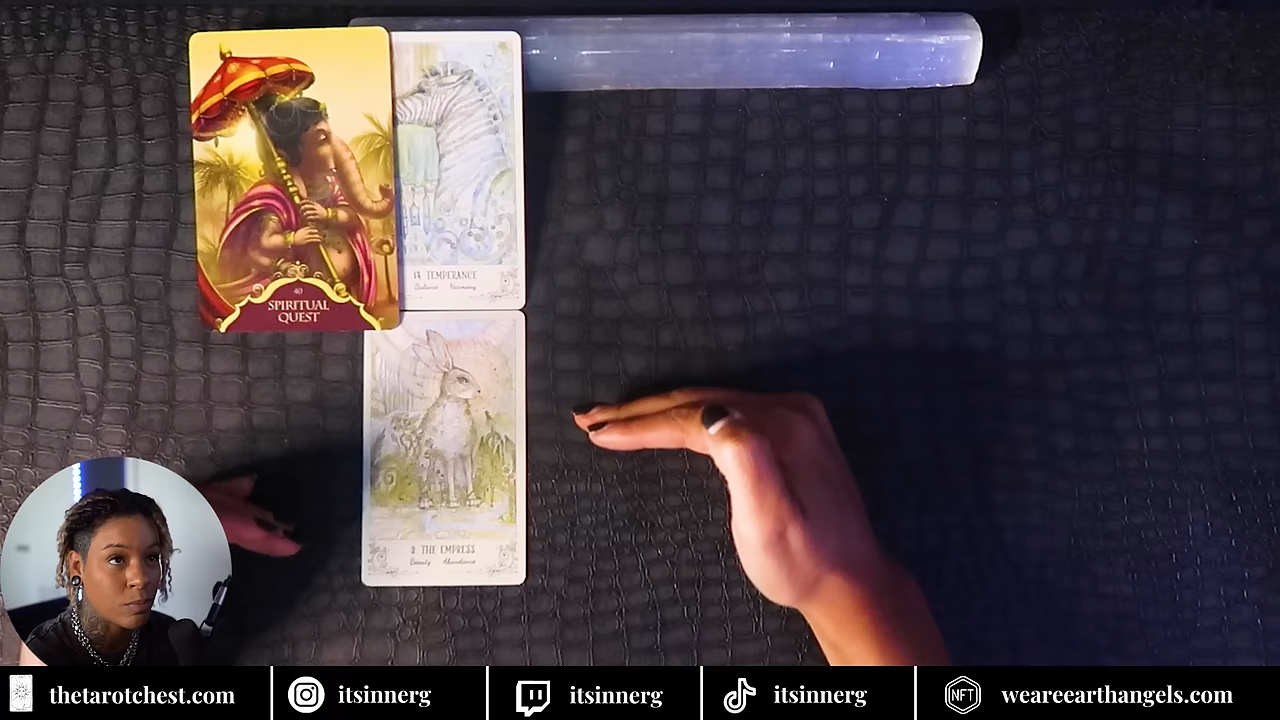 40
SPIRITUAL
QUEST
14 TEMPERANCE
Balance Harmony
3 THE EMPRESS
Beauty Abundance
thetarotchest.com
itsinnerg
itsinnerg
itsinnerg
NFT
weareearthangels.com